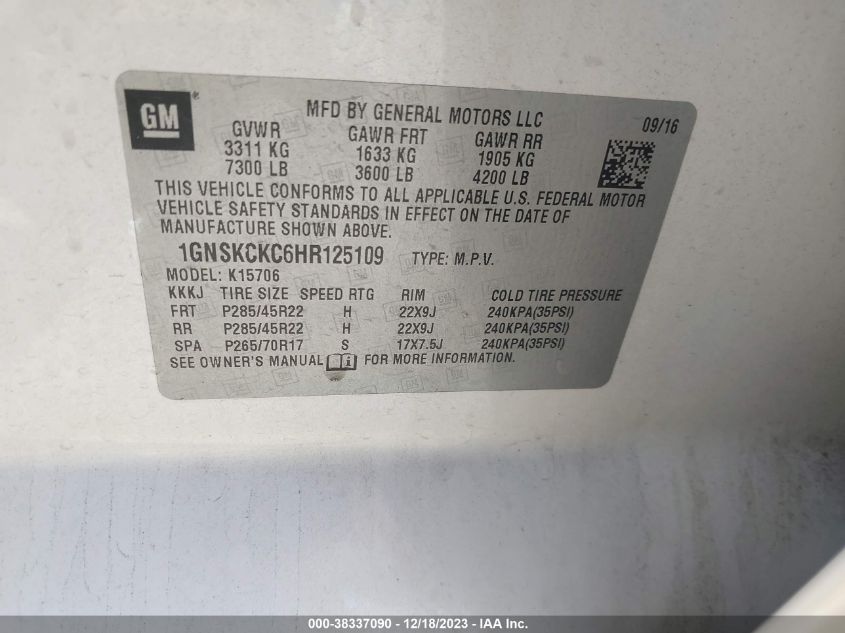 GM ®
MFD BY GENERAL MOTORS LLC
09/16
GVWR GAWR FRT GAWR RR
3311 KG 1633 KG 1905 KG
7300 LB 3600 LB 4200 LB
THIS VEHICLE CONFORMS TO ALL APPLICABLE U.S. FEDERAL MOTOR
VEHICLE SAFETY STANDARDS IN EFFECT ON THE DATE OF
MANUFACTURE SHOWN ABOVE.
1GNSKCKC6HR125109 TYPE: M.P.V.
MODEL: K15706
KKKJ TIRE SIZE SPEED RTG RIM COLD TIRE PRESSURE
FRT P285/45R22 H 22X9J 240KPA(35PSI)
RR P285/45R22 H 22X9J 240KPA(35PSI)
SPA P265/70R17 S 17X7.5J 240KPA(35PSI)
SEE OWNER'S MANUAL i FOR MORE INFORMATION.
000-38337090 - 12/18/2023 - IAA Inc.